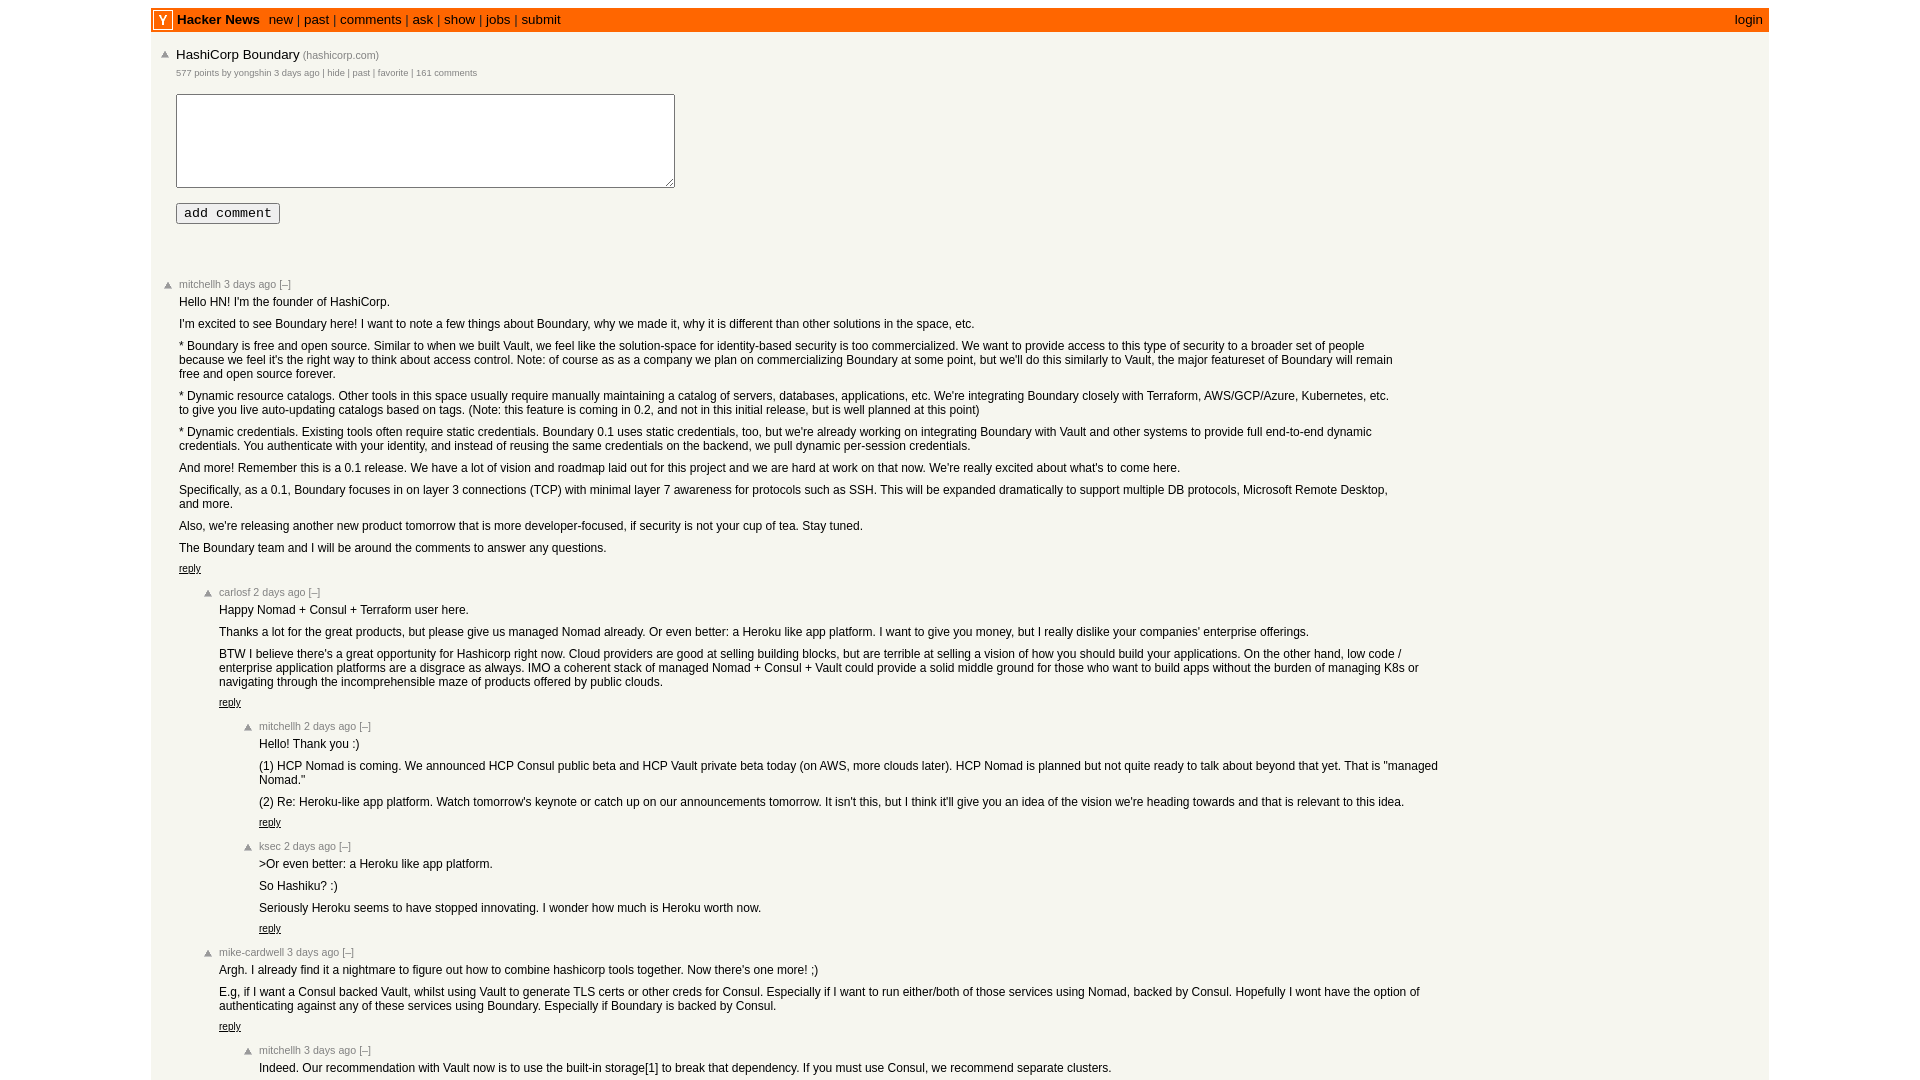 Y Hacker News new | past | comments | ask | show | jobs | submit login
HashiCorp Boundary (hashicorp.com)
577 points by yongshin 3 days ago | hide | past | favorite | 161 comments
add comment
mitchellh 3 days ago [–]
Hello HN! I'm the founder of HashiCorp.
I'm excited to see Boundary here! I want to note a few things about Boundary, why we made it, why it is different than other solutions in the space, etc.
* Boundary is free and open source. Similar to when we built Vault, we feel like the solution-space for identity-based security is too commercialized. We want to provide access to this type of security to a broader set of people
because we feel it's the right way to think about access control. Note: of course as as a company we plan on commercializing Boundary at some point, but we'll do this similarly to Vault, the major featureset of Boundary will remain
free and open source forever.
* Dynamic resource catalogs. Other tools in this space usually require manually maintaining a catalog of servers, databases, applications, etc. We're integrating Boundary closely with Terraform, AWS/GCP/Azure, Kubernetes, etc.
to give you live auto-updating catalogs based on tags. (Note: this feature is coming in 0.2, and not in this initial release, but is well planned at this point)
* Dynamic credentials. Existing tools often require static credentials. Boundary 0.1 uses static credentials, too, but we're already working on integrating Boundary with Vault and other systems to provide full end-to-end dynamic
credentials. You authenticate with your identity, and instead of reusing the same credentials on the backend, we pull dynamic per-session credentials.
And more! Remember this is a 0.1 release. We have a lot of vision and roadmap laid out for this project and we are hard at work on that now. We're really excited about what's to come here.
Specifically, as a 0.1, Boundary focuses in on layer 3 connections (TCP) with minimal layer 7 awareness for protocols such as SSH. This will be expanded dramatically to support multiple DB protocols, Microsoft Remote Desktop,
and more.
Also, we're releasing another new product tomorrow that is more developer-focused, if security is not your cup of tea. Stay tuned.
The Boundary team and I will be around the comments to answer any questions.
reply
carlosf 2 days ago [–]
Happy Nomad + Consul + Terraform user here.
Thanks a lot for the great products, but please give us managed Nomad already. Or even better: a Heroku like app platform. I want to give you money, but I really dislike your companies' enterprise offerings.
BTW I believe there's a great opportunity for Hashicorp right now. Cloud providers are good at selling building blocks, but are terrible at selling a vision of how you should build your applications. On the other hand, low code /
enterprise application platforms are a disgrace as always. IMO a coherent stack of managed Nomad + Consul + Vault could provide a solid middle ground for those who want to build apps without the burden of managing K8s or
navigating through the incomprehensible maze of products offered by public clouds.
reply
mitchellh 2 days ago [–]
Hello! Thank you :)
(1) HCP Nomad is coming. We announced HCP Consul public beta and HCP Vault private beta today (on AWS, more clouds later). HCP Nomad is planned but not quite ready to talk about beyond that yet. That is "managed
Nomad."
(2) Re: Heroku-like app platform. Watch tomorrow's keynote or catch up on our announcements tomorrow. It isn't this, but I think it'll give you an idea of the vision we're heading towards and that is relevant to this idea.
reply
ksec 2 days ago [–]
>Or even better: a Heroku like app platform.
So Hashiku? :)
Seriously Heroku seems to have stopped innovating. I wonder how much is Heroku worth now.
reply
mike-cardwell 3 days ago [–]
Argh. I already find it a nightmare to figure out how to combine hashicorp tools together. Now there's one more! ;)
E.g, if I want a Consul backed Vault, whilst using Vault to generate TLS certs or other creds for Consul. Especially if I want to run either/both of those services using Nomad, backed by Consul. Hopefully I wont have the option of
authenticating against any of these services using Boundary. Especially if Boundary is backed by Consul.
reply
mitchellh 3 days ago [–]
Indeed. Our recommendation with Vault now is to use the built-in storage[1] to break that dependency. If you must use Consul, we recommend separate clusters.